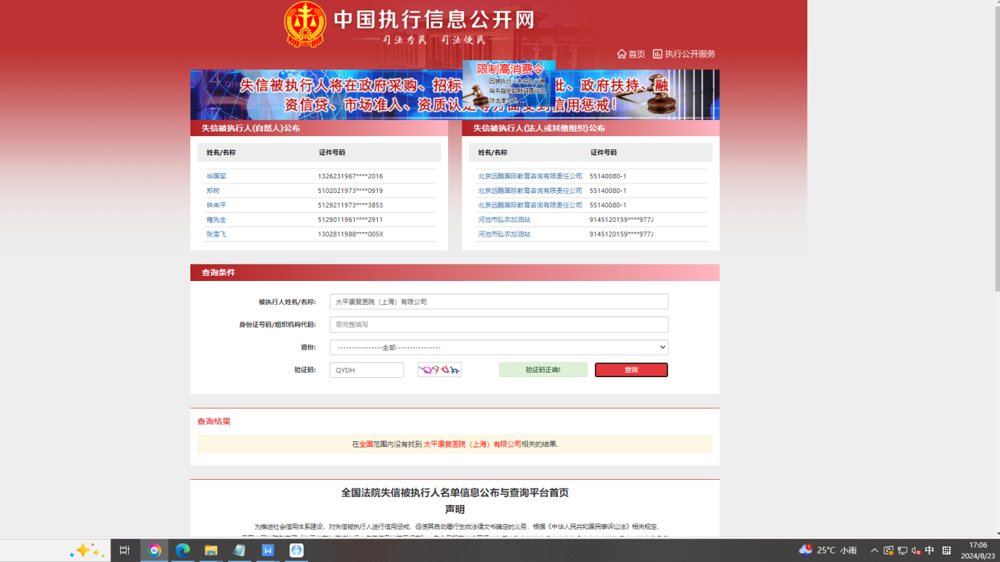 中国执行信息公开网
司法为民 司法便民
首页 执行公开服务
失信被执行人将在政府采购、招标 批、政府扶持、融
资信贷、市场准入、资质认定等方面受到信用惩戒!
限制高消费令
失信被执行人(自然人)公布
姓名/名称 证件号码
毕国军 1326231967****2016
郑树 5102021973****0919
钟来平 5129211973****3853
雍先全 5129011961****2911
张雪飞 1302811988****005X
失信被执行人(法人或其他组织)公布
姓名/名称 证件号码
北京远翰国际教育咨询有限责任公司 55140080-1
北京远翰国际教育咨询有限责任公司 55140080-1
北京远翰国际教育咨询有限责任公司 55140080-1
河池市弘农加油站 9145120159****977J
河池市弘农加油站 9145120159****977J
查询条件
被执行人姓名/名称: 太平康复医院（上海）有限公司
身份证号码/组织机构代码: 需完整填写
省份: ----------------全部----------------
验证码: QYDH QYdh 验证码正确! 查询
查询结果
在全国范围内没有找到 太平康复医院（上海）有限公司相关的结果.
全国法院失信被执行人名单信息公布与查询平台首页
声明
为推进社会信用体系建设，对失信被执行人进行信用惩戒，促使其自动履行生效法律文书确定的义务，根据《中华人民共和国民事诉讼法》相关规定，
25°C 小雨
中
17:06
2024/8/23